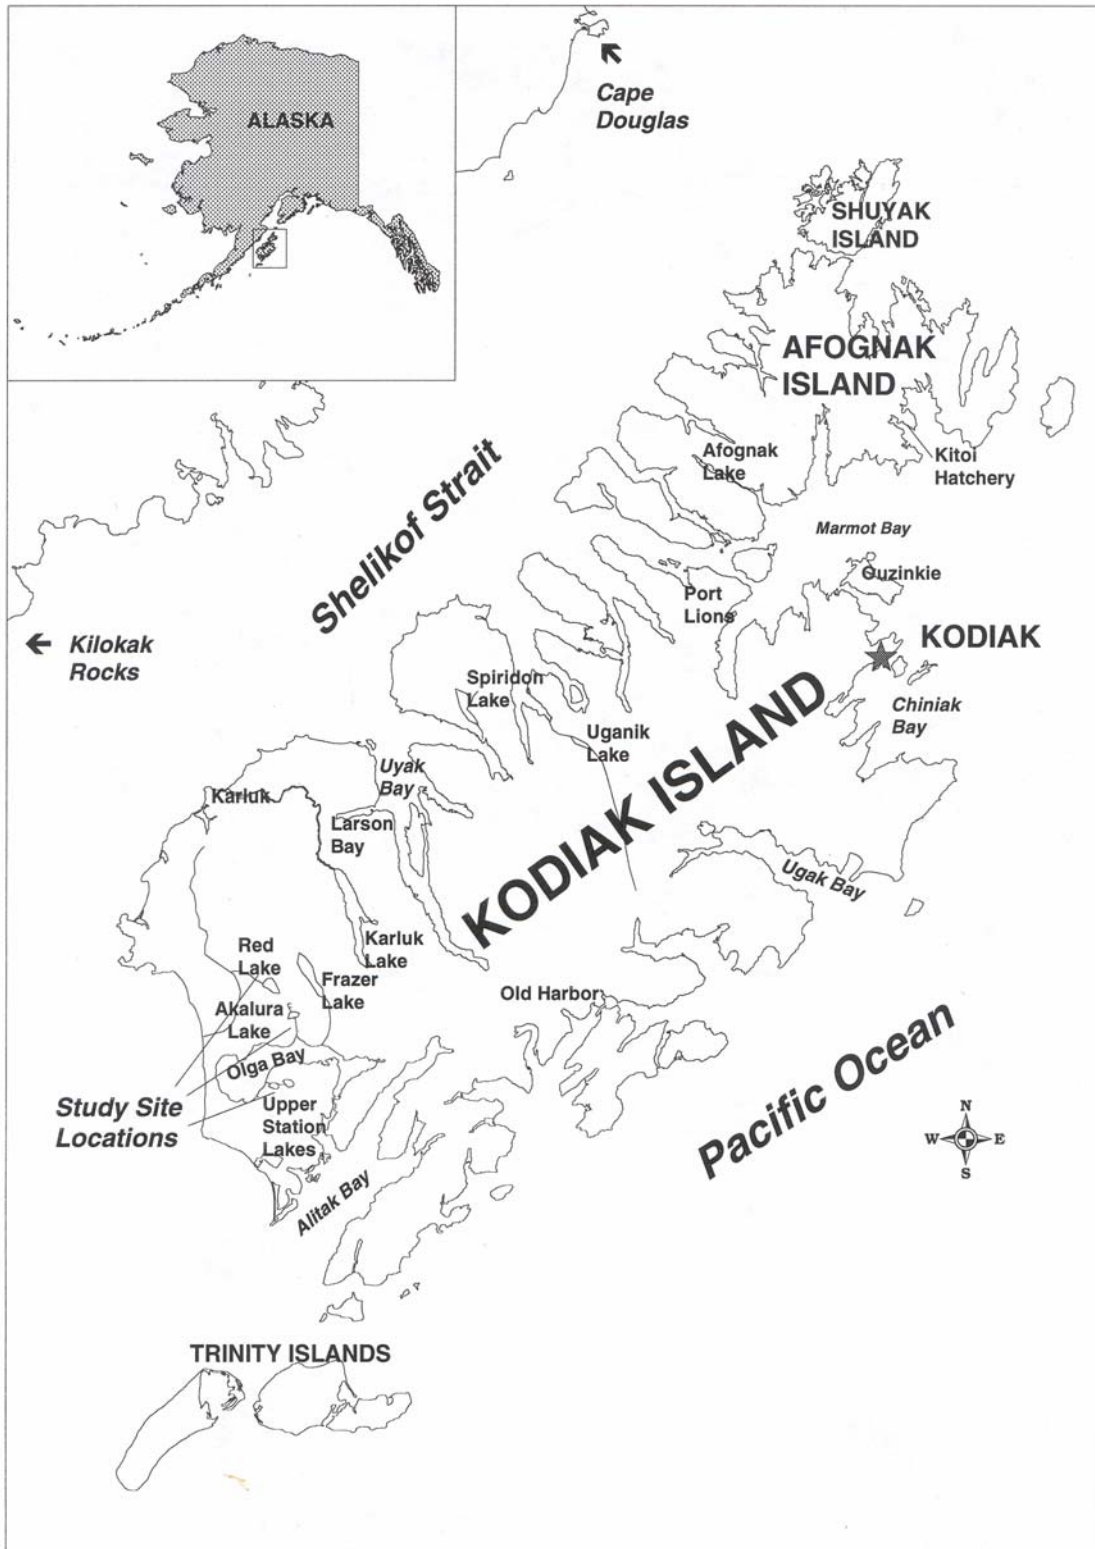 ALASKA
Cape
Douglas
SHUYAK
ISLAND
AFOGNAK
ISLAND
Afognak
Lake
Kitoi
Hatchery
Shelikof Strait
Marmot Bay
Ouzinkie
Port
Lions
Kilokak
Rocks
KODIAK
Spiridon
Lake
Chiniak
Bay
Uganik
Lake
KODIAK ISLAND
Uyak
Bay
Karluk
Larson
Bay
Ugak Bay
Karluk
Lake
Red
Lake
Frazer
Lake
Old Harbor
Akalura
Lake
Olga Bay
Pacific Ocean
Study Site
Locations
Upper
Station
Lakes
N
W E
S
Alitak Bay
TRINITY ISLANDS